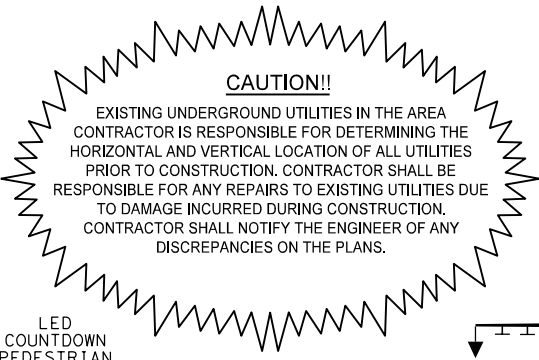 CAUTION!!
EXISTING UNDERGROUND UTILITIES IN THE AREA
CONTRACTOR IS RESPONSIBLE FOR DETERMINING THE
HORIZONTAL AND VERTICAL LOCATION OF ALL UTILITIES
PRIOR TO CONSTRUCTION. CONTRACTOR SHALL BE
RESPONSIBLE FOR ANY REPAIRS TO EXISTING UTILITIES DUE
TO DAMAGE INCURRED DURING CONSTRUCTION.
CONTRACTOR SHALL NOTIFY THE ENGINEER OF ANY
DISCREPANCIES ON THE PLANS.
LED
COUNTDOWN
PEDESTRIAN